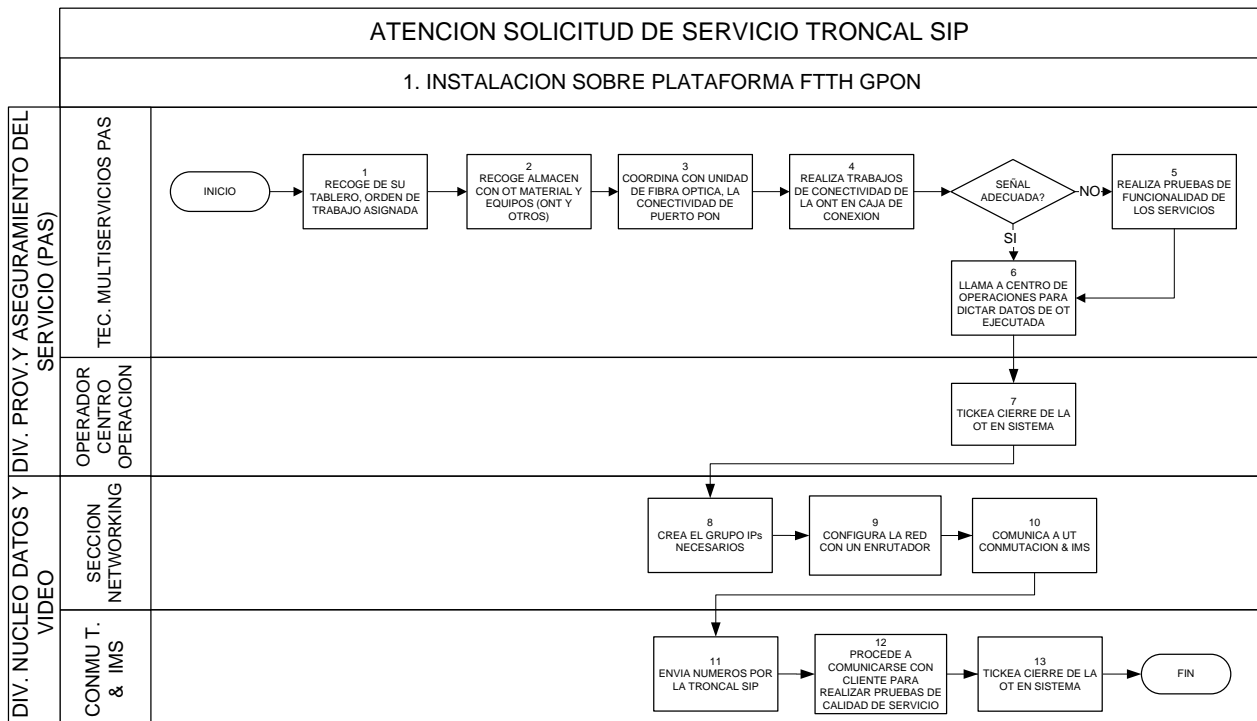 ATENCION SOLICITUD DE SERVICIO TRONCAL SIP
1. INSTALACION SOBRE PLATAFORMA FTTH GPON
DIV. PROV.Y ASEGURAMIENTO DEL
SERVICIO (PAS)
TEC. MULTISERVICIOS PAS
INICIO
1
RECOGE DE SU
TABLERO, ORDEN DE
TRABAJO ASIGNADA
2
RECOGE ALMACEN
CON OT MATERIAL Y
EQUIPOS (ONT Y
OTROS)
3
COORDINA CON UNIDAD
DE FIBRA OPTICA, LA
CONECTIVIDAD DE
PUERTO PON
4
REALIZA TRABAJOS
DE CONECTIVIDAD DE
LA ONT EN CAJA DE
CONEXION
SEÑAL
ADECUADA?
NO
5
REALIZA PRUEBAS DE
FUNCIONALIDAD DE
LOS SERVICIOS
SI
6
LLAMA A CENTRO DE
OPERACIONES PARA
DICTAR DATOS DE OT
EJECUTADA
OPERADOR
CENTRO
OPERACION
7
TICKEA CIERRE DE LA
OT EN SISTEMA
DIV. NUCLEO DATOS Y
VIDEO
SECCION
NETWORKING
8
CREA EL GRUPO IPs
NECESARIOS
9
CONFIGURA LA RED
CON UN ENRUTADOR
10
COMUNICA A UT
CONMUTACION & IMS
CONMU T.
& IMS
11
ENVIA NUMEROS POR
LA TRONCAL SIP
12
PROCEDE A
COMUNICARSE CON
CLIENTE PARA
REALIZAR PRUEBAS DE
CALIDAD DE SERVICIO
13
TICKEA CIERRE DE LA
OT EN SISTEMA
FIN